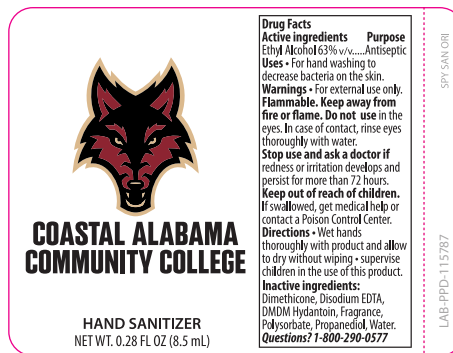 COASTAL ALABAMA
COMMUNITY COLLEGE
HAND SANITIZER
NET WT. 0.28 FL OZ (8.5 mL)
Drug Facts
Active ingredients Purpose
Ethyl Alcohol 63% v/v.....Antiseptic
Uses • For hand washing to
decrease bacteria on the skin.
Warnings • For external use only.
Flammable. Keep away from
fire or flame. Do not use in the
eyes. In case of contact, rinse eyes
thoroughly with water.
Stop use and ask a doctor if
redness or irritation develops and
persist for more than 72 hours.
Keep out of reach of children.
If swallowed, get medical help or
contact a Poison Control Center.
Directions • Wet hands
thoroughly with product and allow
to dry without wiping • supervise
children in the use of this product.
Inactive ingredients:
Dimethicone, Disodium EDTA,
DMDM Hydantoin, Fragrance,
Polysorbate, Propanediol, Water.
Questions? 1-800-290-0577
SPY SAN ORI
LAB-PPD-115787